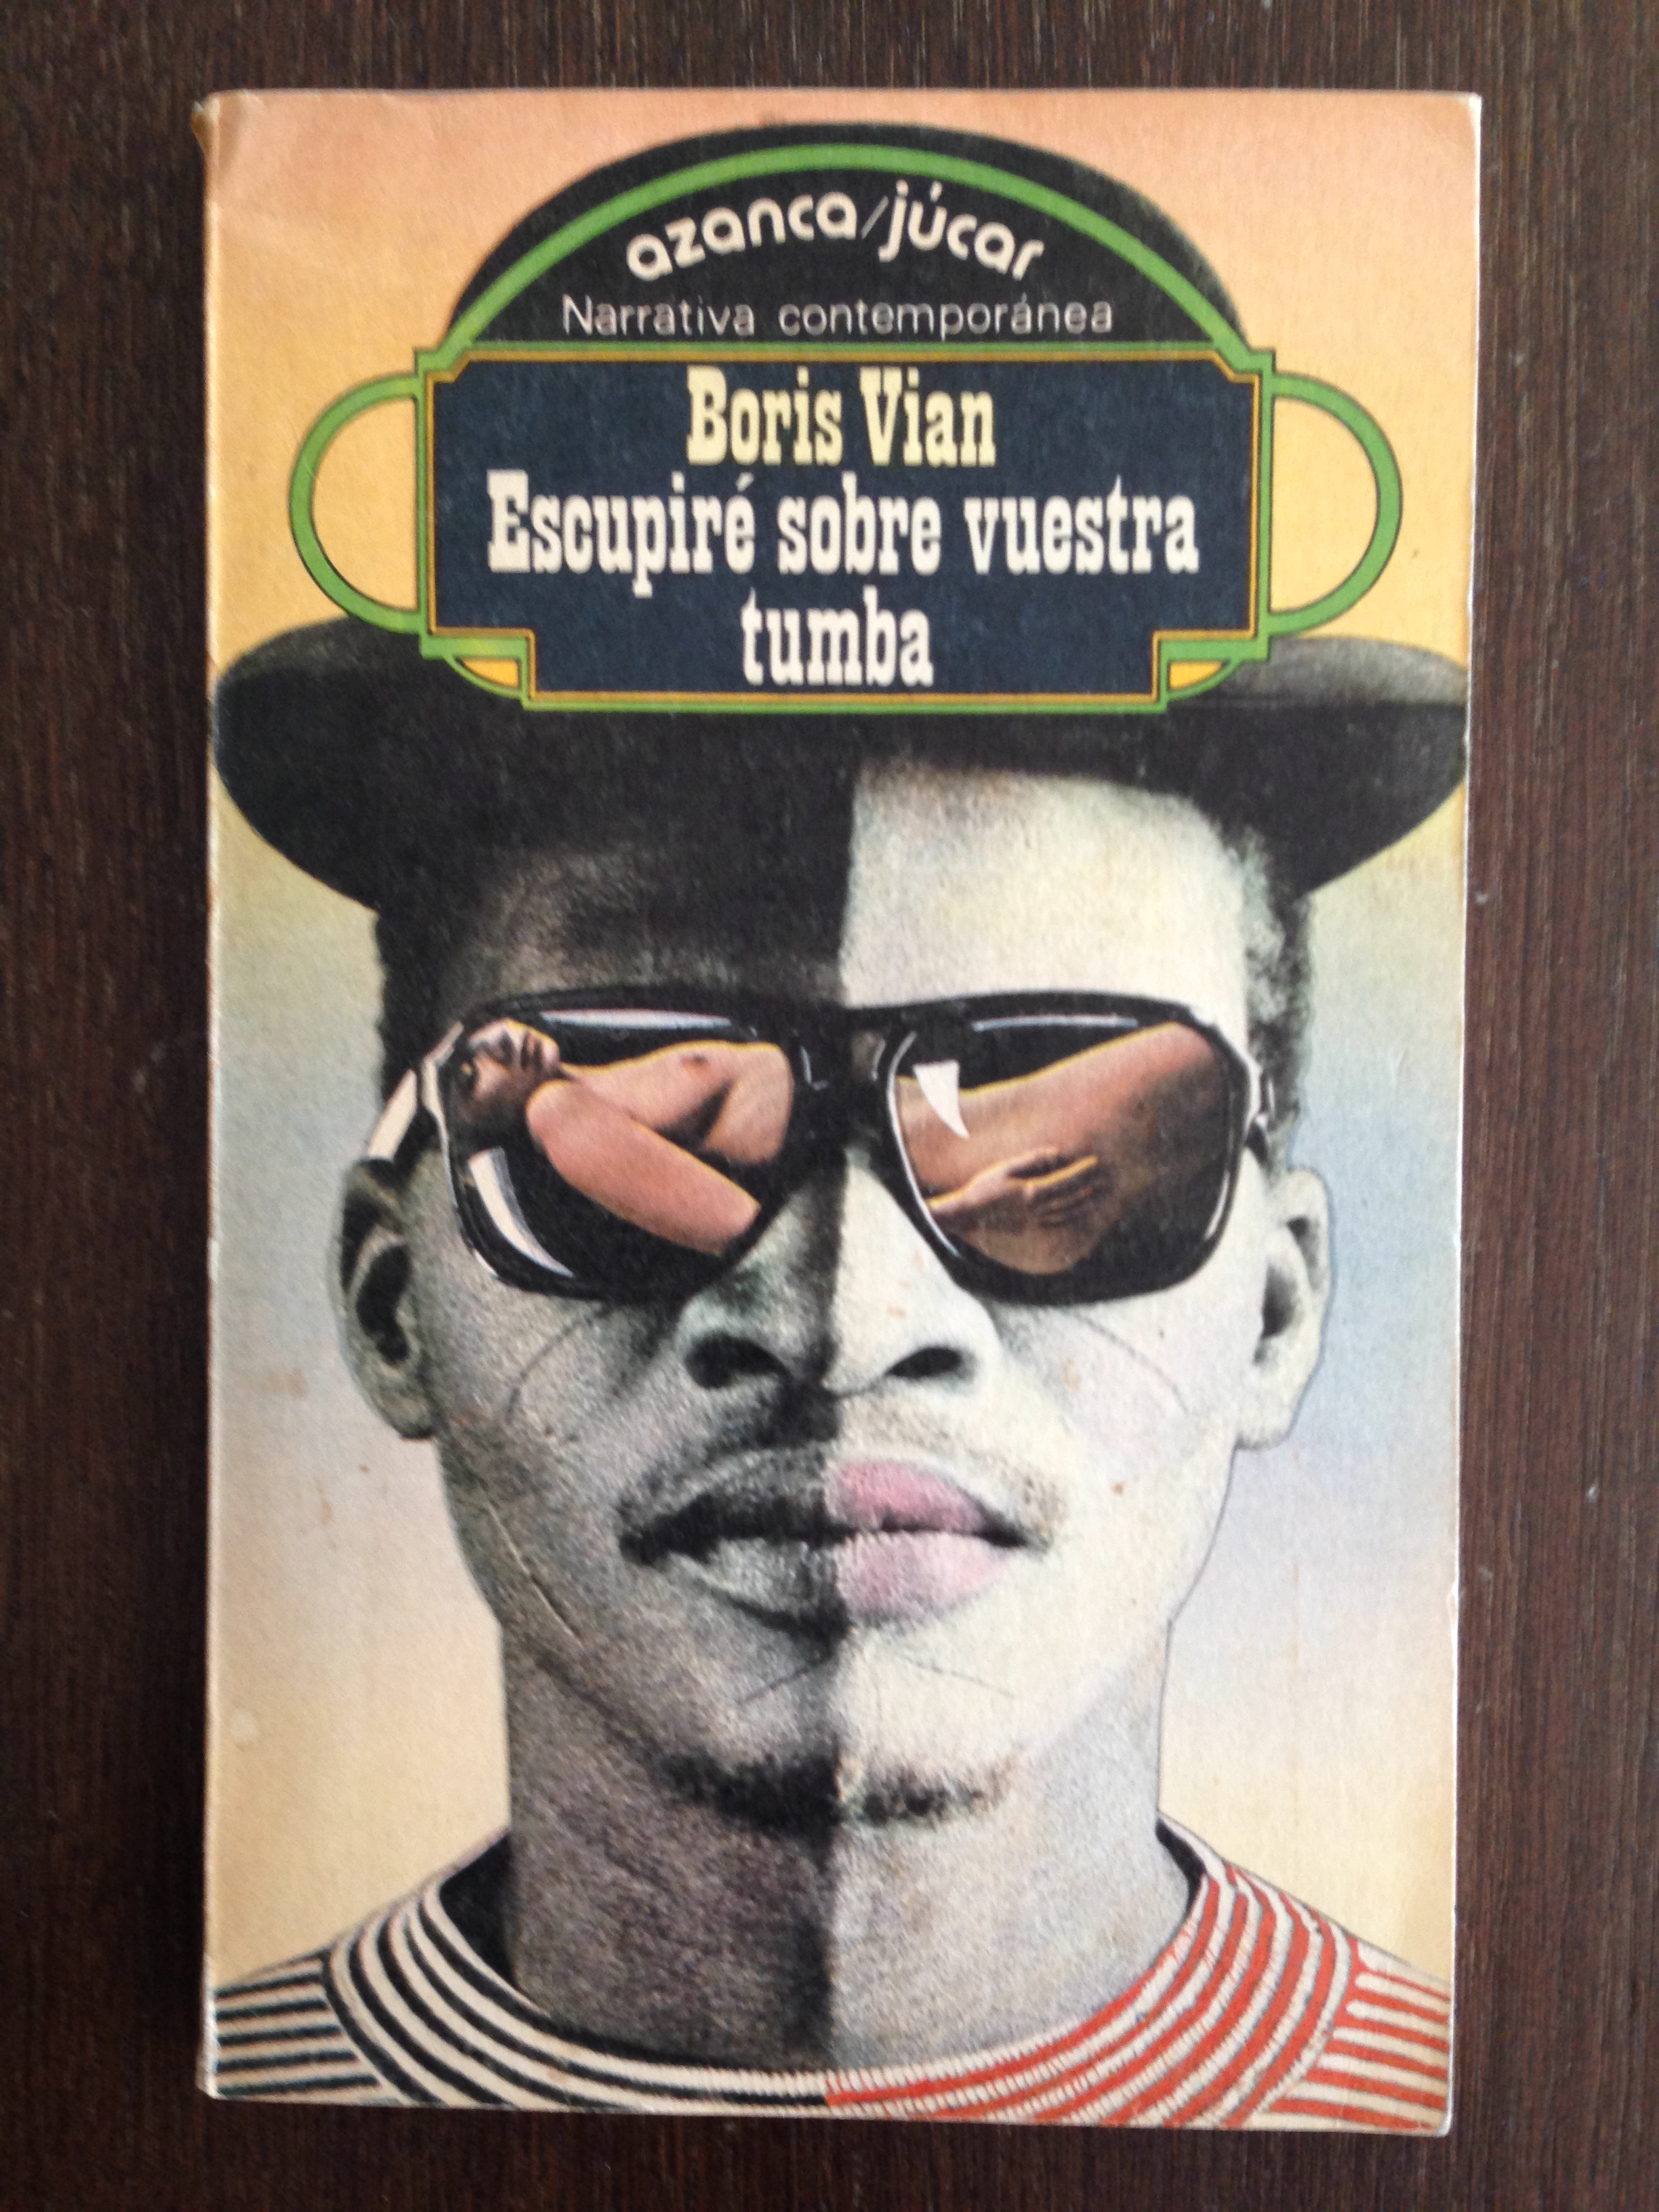 azanca/júcar
Narrativa contemporánea
Boris Vian
Escupiré sobre vuestra
tumba